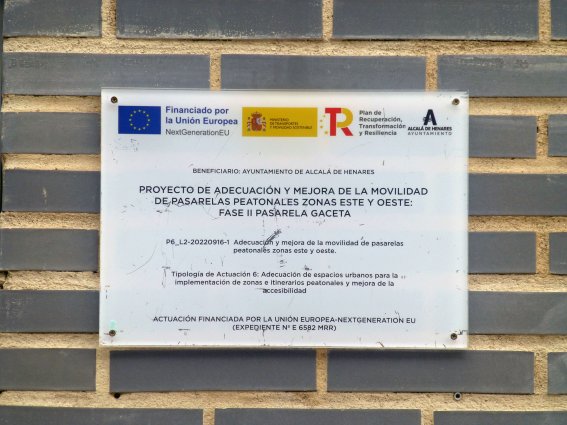 Financiado por
la Unión Europea
NextGenerationEU
MINISTERIO
DE TRANSPORTES
Y MOVILIDAD SOSTENIBLE
TR
Plan de
Recuperación,
Transformación
y Resiliencia
ALCALÁ DE HENARES
AYUNTAMIENTO
BENEFICIARIO: AYUNTAMIENTO DE ALCALÁ DE HENARES
PROYECTO DE ADECUACIÓN Y MEJORA DE LA MOVILIDAD
DE PASARELAS PEATONALES ZONAS ESTE Y OESTE:
FASE II PASARELA GACETA
P6_L2-20220916-1 Adecuación y mejora de la movilidad de pasarelas
peatonales zonas este y oeste.
Tipología de Actuación 6: Adecuación de espacios urbanos para la
implementación de zonas e itinerarios peatonales y mejora de la
accesibilidad
ACTUACIÓN FINANCIADA POR LA UNIÓN EUROPEA-NEXTGENERATION EU
(EXPEDIENTE Nº E 6582 MRR)